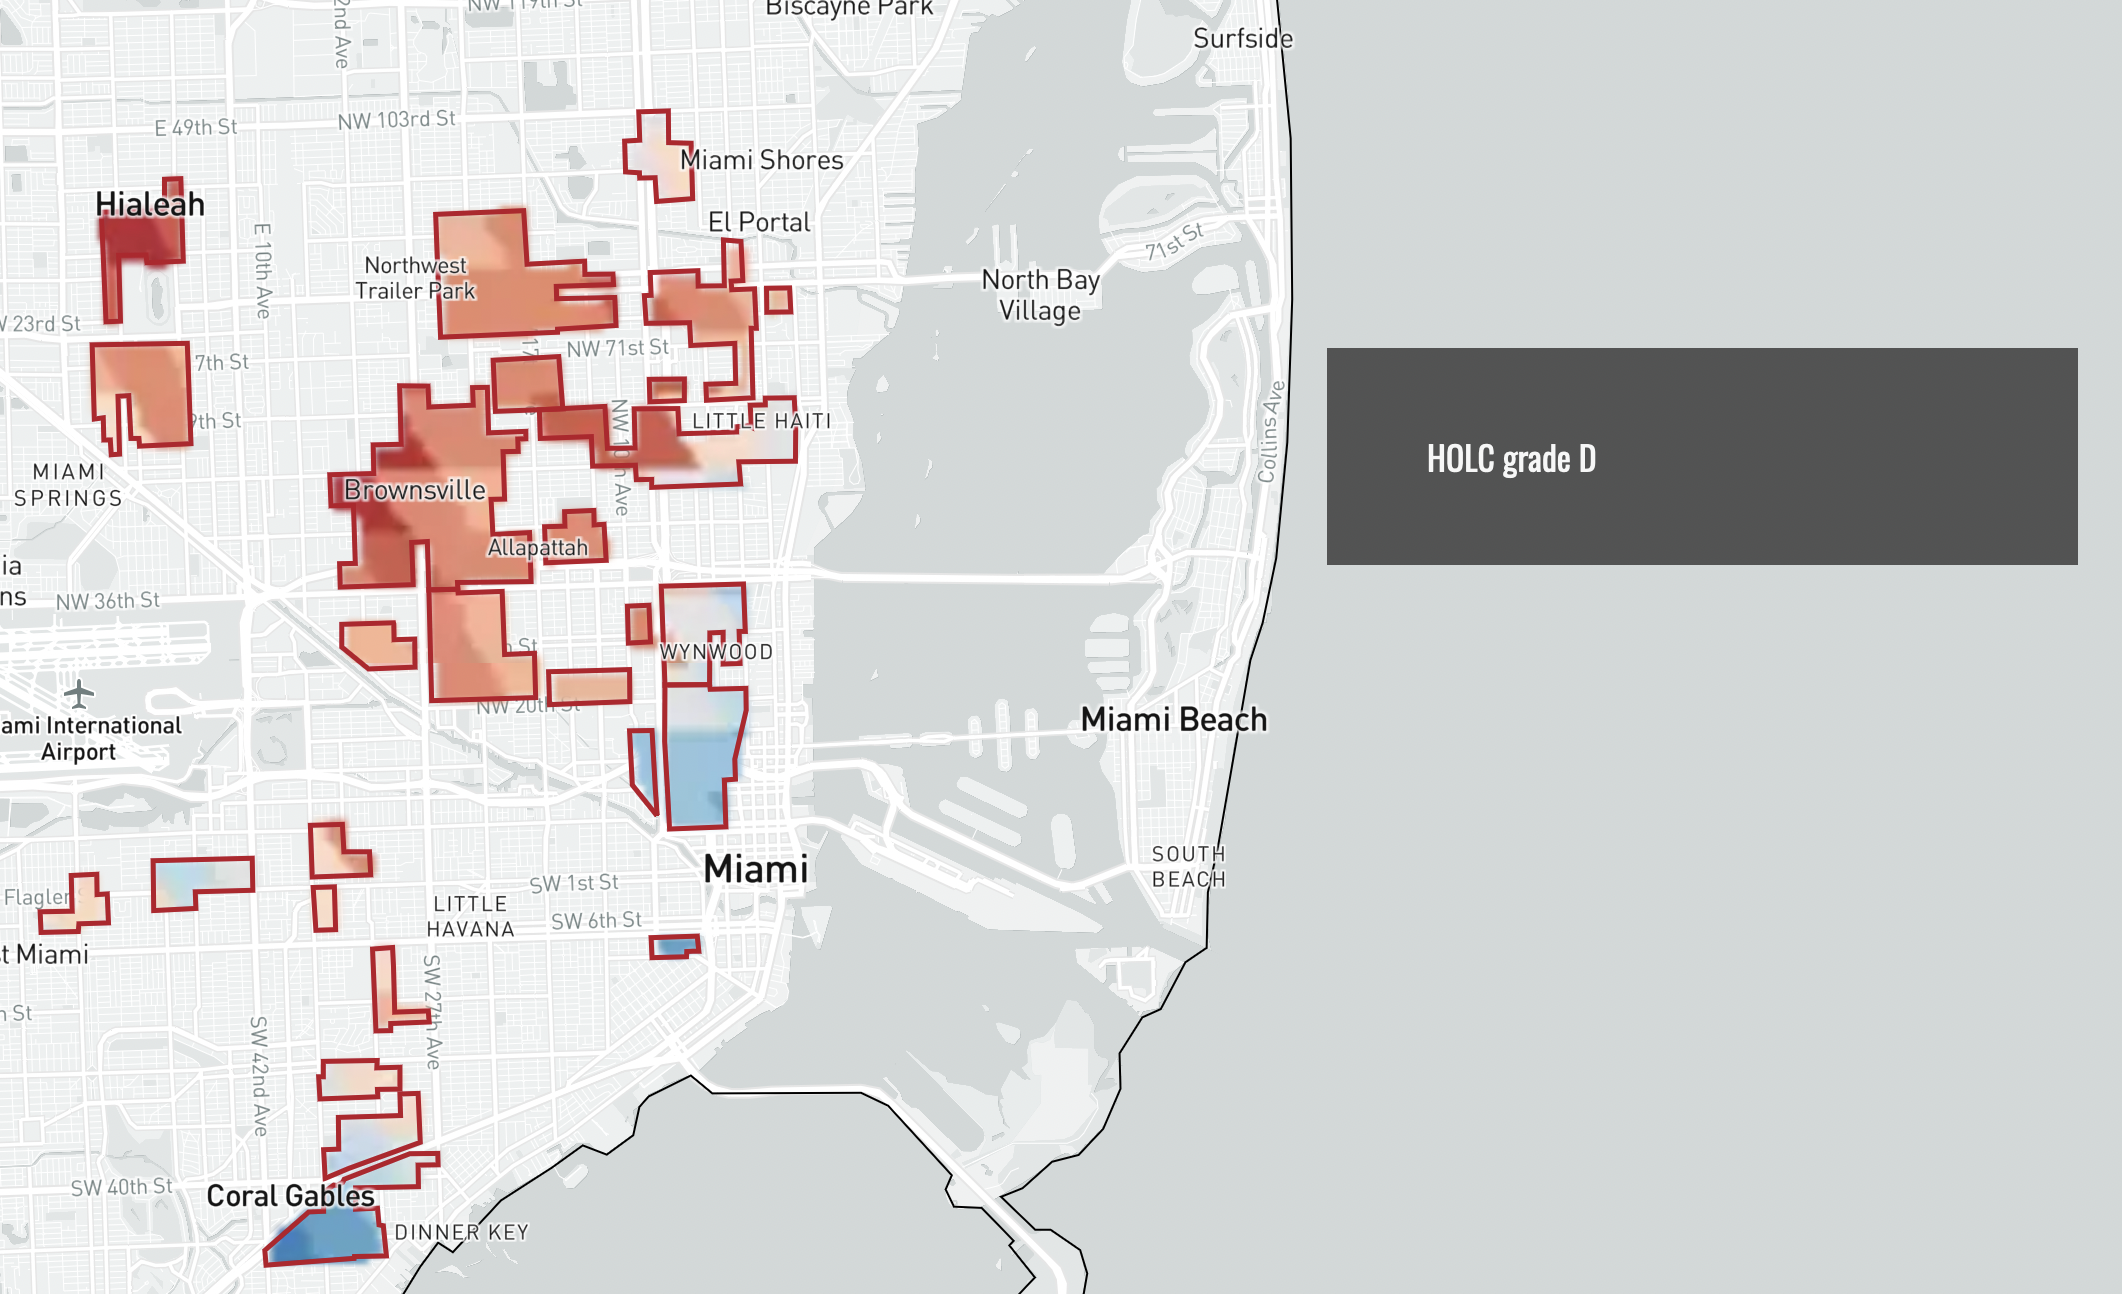 NW 119th St
Biscayne Park
2nd Ave
Surfside
E 49th St
NW 103rd St
Miami Shores
Hialeah
El Portal
E 10th Ave
Northwest
Trailer Park
71st St
North Bay
Village
23rd St
NW 71st St
7th St
17
9th St
LITTLE HAITI
Collins Ave
HOLC grade D
MIAMI
SPRINGS
Brownsville
Allapattah
ia
ns
NW 36th St
St
WYNWOOD
NW 20th St
ami International
Airport
Miami Beach
SOUTH
BEACH
Miami
Flagler
SW 1st St
LITTLE
HAVANA
SW 6th St
t Miami
SW 27th Ave
h St
SW 42nd Ave
SW 40th St
Coral Gables
DINNER KEY